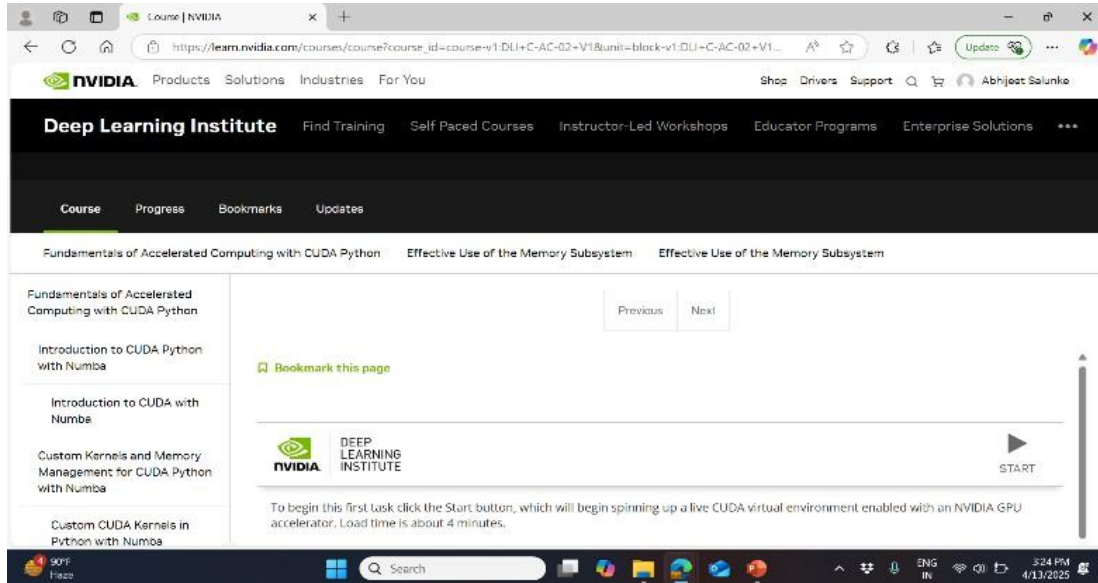 Course | NVIDIA
https://learn.nvidia.com/courses/course?course_id=course-v1:DLI+C-AC-02+V1&unit=block-v1:DLI+C-AC-02+V1...
Update
NVIDIA. Products Solutions Industries For You
Shop Drivers Support Abhijeet Salunke
Deep Learning Institute Find Training Self Paced Courses Instructor-Led Workshops Educator Programs Enterprise Solutions
Course Progress Bookmarks Updates
Fundamentals of Accelerated Computing with CUDA Python Effective Use of the Memory Subsystem Effective Use of the Memory Subsystem
Fundamentals of Accelerated
Computing with CUDA Python
Introduction to CUDA Python
with Numba
Introduction to CUDA with
Numba
Custom Kernels and Memory
Management for CUDA Python
with Numba
Custom CUDA Kernels in
Python with Numba
Previous Next
Bookmark this page
NVIDIA.
DEEP
LEARNING
INSTITUTE
START
To begin this first task click the Start button, which will begin spinning up a live CUDA virtual environment enabled with an NVIDIA GPU
accelerator. Load time is about 4 minutes.
90°F
Haze
Search
ENG
IN
3:24 PM
4/13/2025